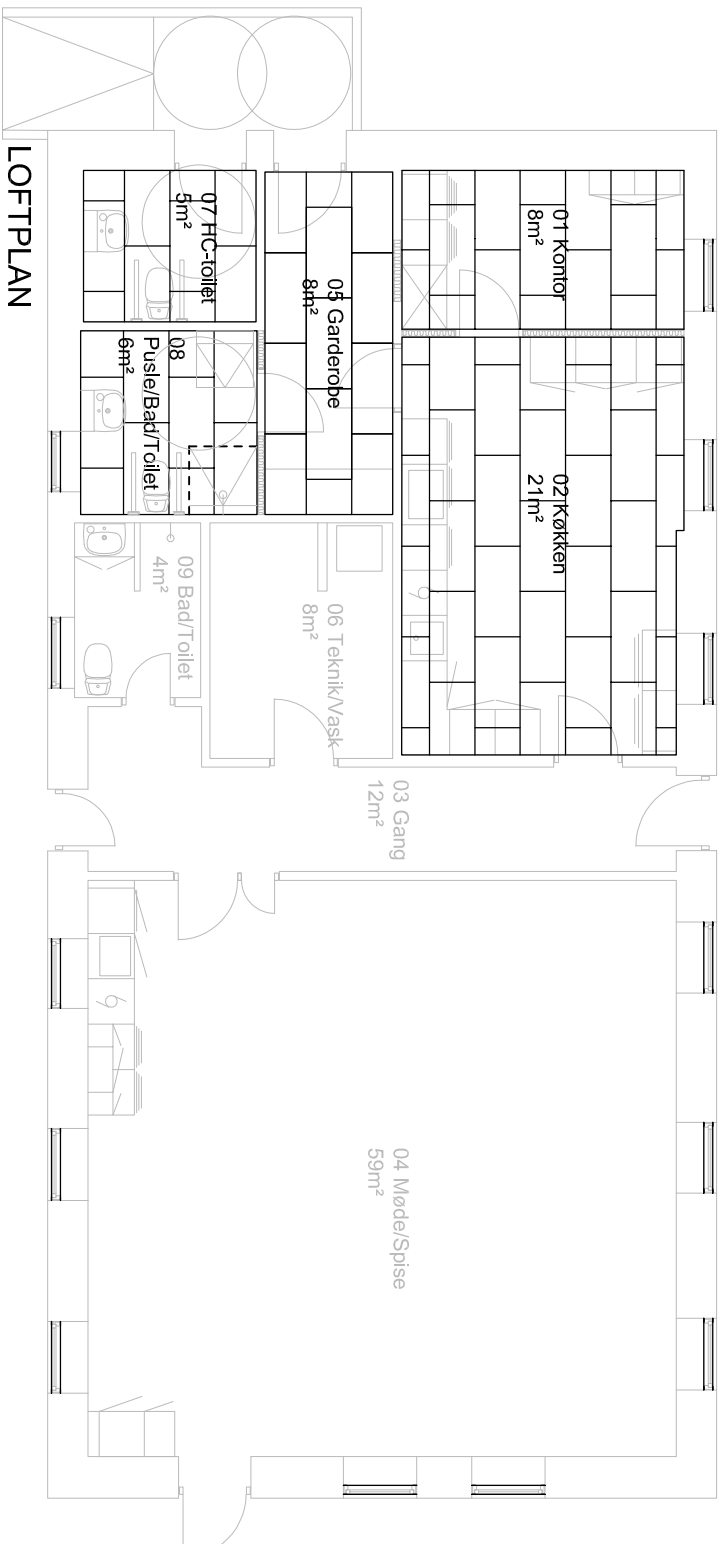 LOFTPLAN
01 Kontor
8m²
02 Køkken
21m²
03 Gang
12m²
04 Møde/Spise
59m²
05 Garderobe
8m²
06 Teknik/Vask
8m²
07 HC-toilet
5m²
08
Pusle/Bad/Toilet
6m²
09 Bad/Toilet
4m²